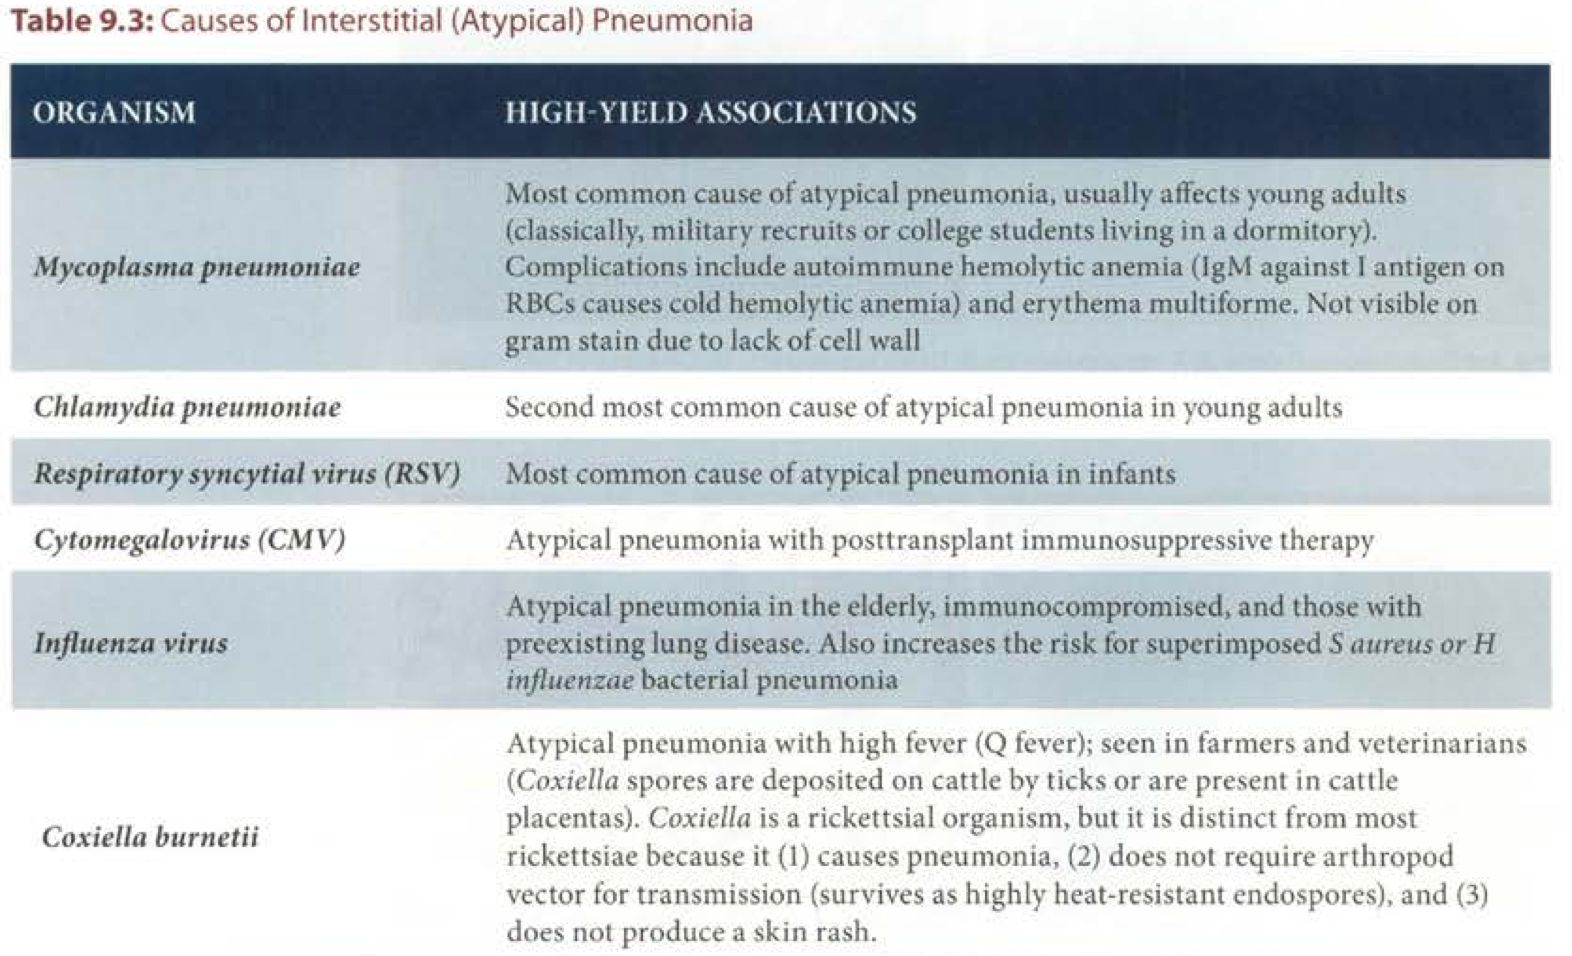 Table 9.3: Causes of Interstitial (Atypical) Pneumonia
ORGANISM
HIGH-YIELD ASSOCIATIONS
Mycoplasma pneumoniae
Most common cause of atypical pneumonia, usually affects young adults
(classically, military recruits or college students living in a dormitory).
Complications include autoimmune hemolytic anemia (IgM against I antigen on
RBCs causes cold hemolytic anemia) and erythema multiforme. Not visible on
gram stain due to lack of cell wall
Chlamydia pneumoniae
Second most common cause of atypical pneumonia in young adults
Respiratory syncytial virus (RSV)
Most common cause of atypical pneumonia in infants
Cytomegalovirus (CMV)
Atypical pneumonia with posttransplant immunosuppressive therapy
Influenza virus
Atypical pneumonia in the elderly, immunocompromised, and those with
preexisting lung disease. Also increases the risk for superimposed S aureus or H
influenzae bacterial pneumonia
Coxiella burnetii
Atypical pneumonia with high fever (Q fever); seen in farmers and veterinarians
(Coxiella spores are deposited on cattle by ticks or are present in cattle
placentas). Coxiella is a rickettsial organism, but it is distinct from most
rickettsiae because it (1) causes pneumonia, (2) does not require arthropod
vector for transmission (survives as highly heat-resistant endospores), and (3)
does not produce a skin rash.